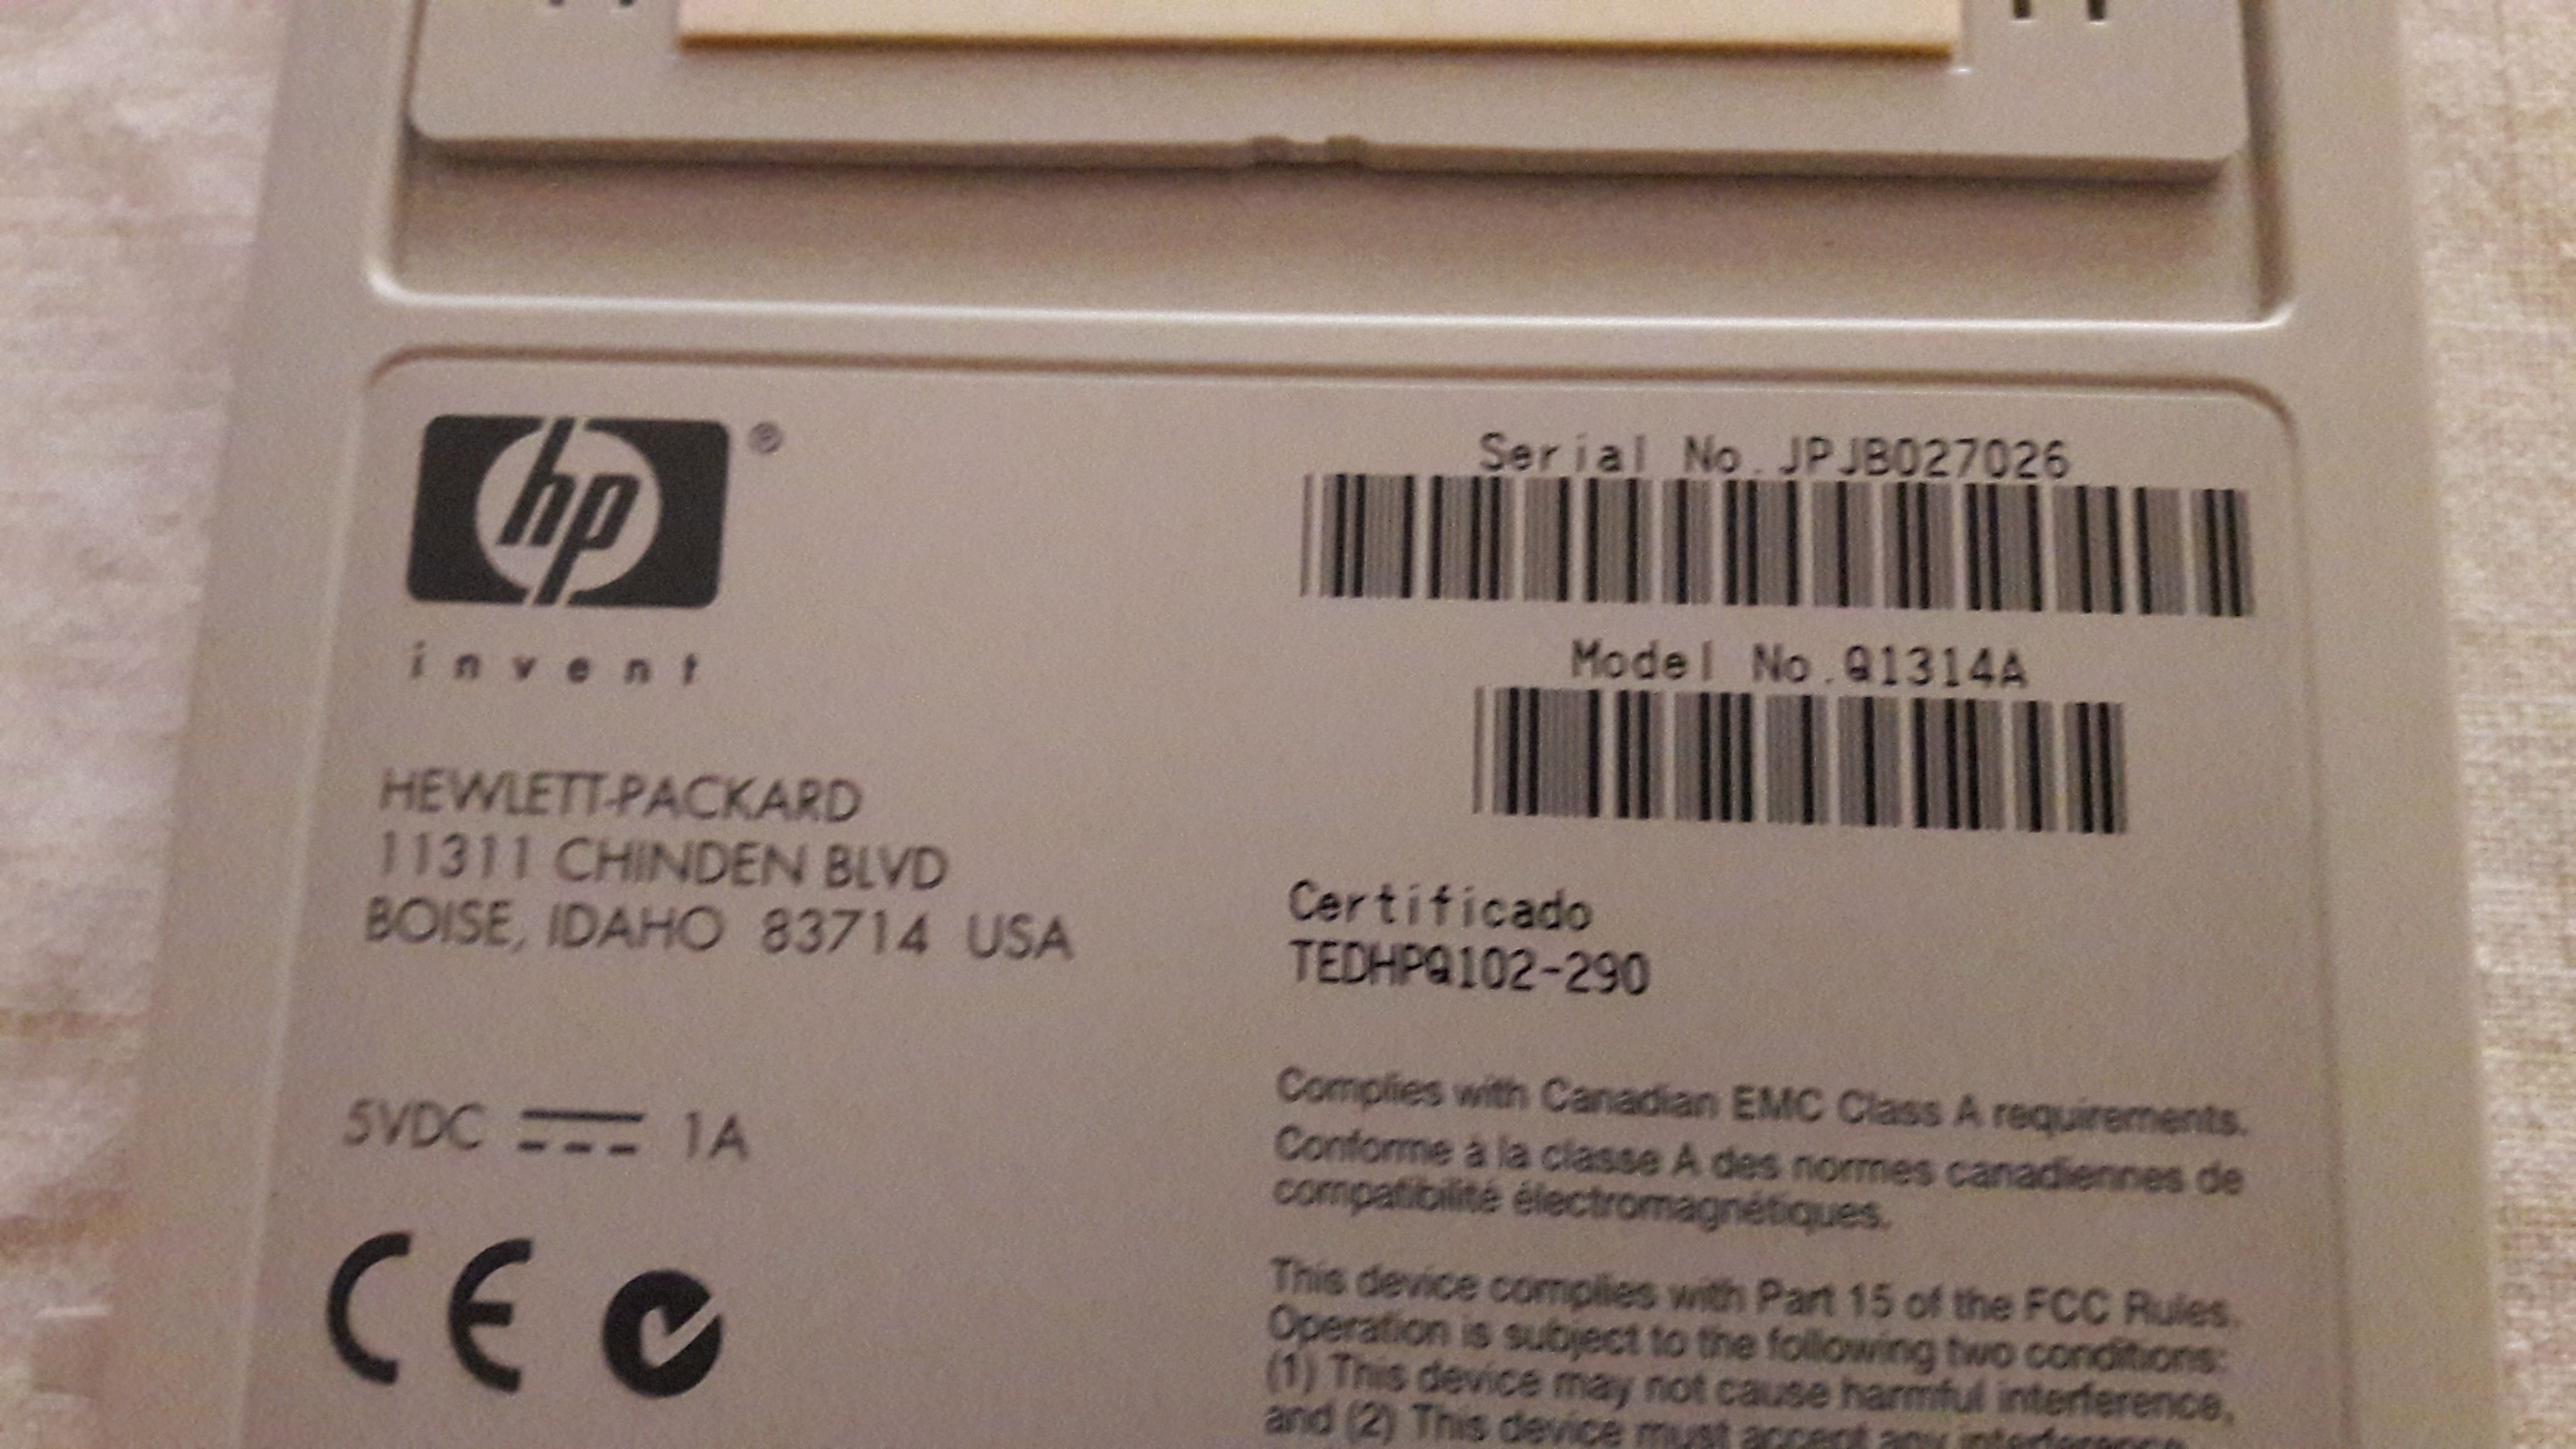 hp ®
invent
HEWLETT-PACKARD
11311 CHINDEN BLVD
BOISE, IDAHO 83714 USA
5VDC 1A
CE
Serial No.JPJB027026
Model No.Q1314A
Certificado
TEDHPQ102-290
Complies with Canadian EMC Class A requirements.
Conforme à la classe A des normes canadiennes de
compatibilité électromagnétiques.
This device complies with Part 15 of the FCC Rules.
Operation is subject to the following two conditions:
(1) This device may not cause harmful interference,
and (2) This device must accept any interference